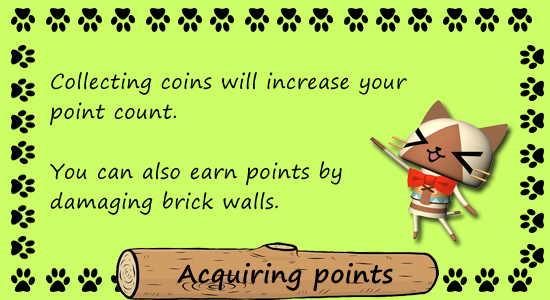 Collecting coins will increase your
point count.
You can also earn points by
damaging brick walls.
Acquiring points